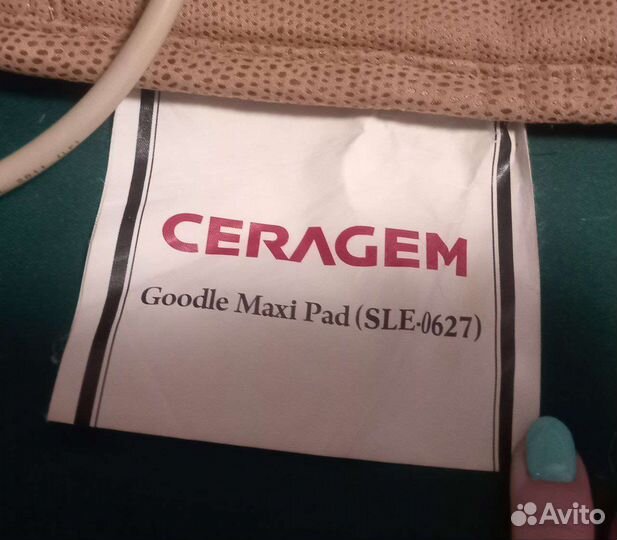 CERAGEM
Goodle Maxi Pad (SLE-0627)
Avito